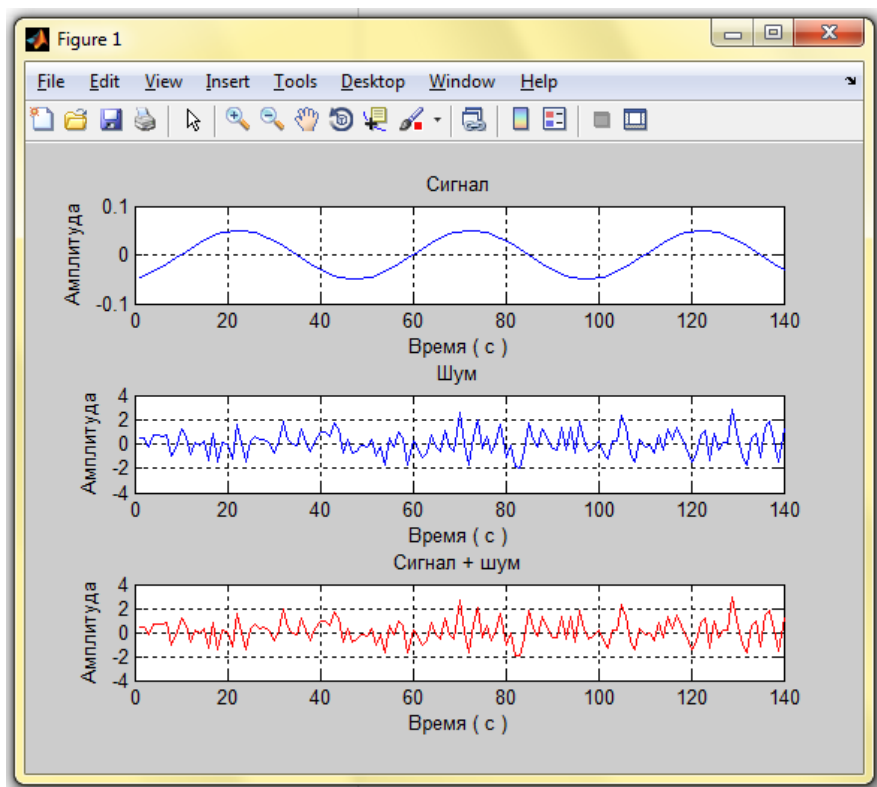 Figure 1
File Edit View Insert Tools Desktop Window Help
Сигнал
Амплитуда
0.1
0
-0.1
0 20 40 60 80 100 120 140
Время ( с )
Шум
Амплитуда
4
2
0
-2
-4
0 20 40 60 80 100 120 140
Время ( с )
Сигнал + шум
Амплитуда
4
2
0
-2
-4
0 20 40 60 80 100 120 140
Время ( с )